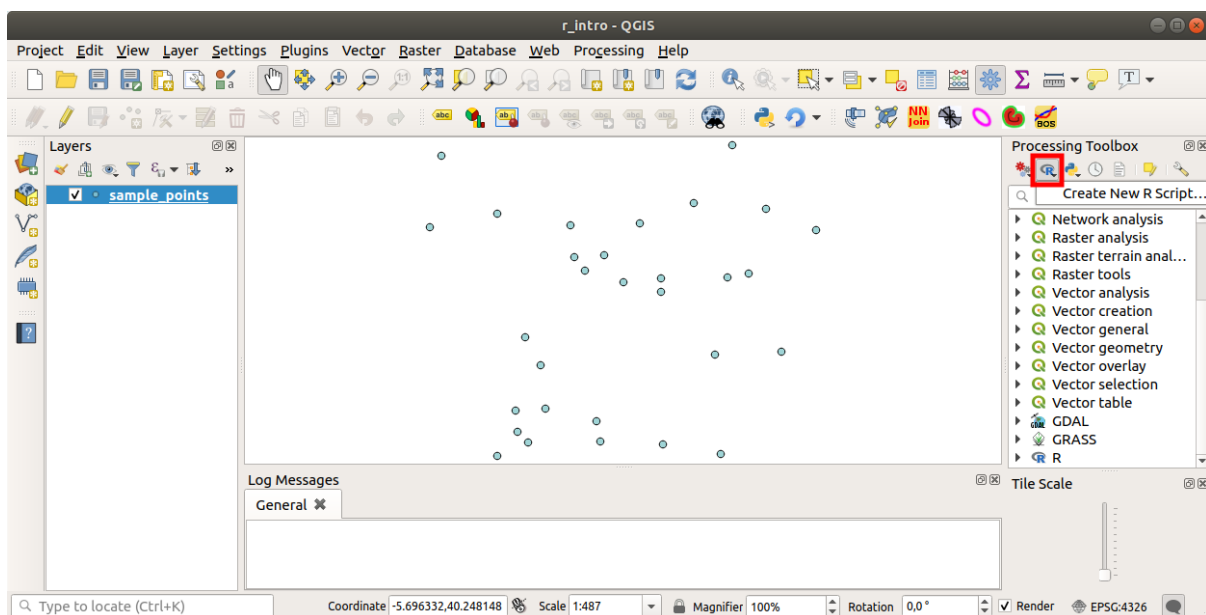 r_intro - QGIS
Project Edit View Layer Settings Plugins Vector Raster Database Web Processing Help
NN
Join
BOS
Layers
sample_points
Processing Toolbox
Create New R Script...
Network analysis
Raster analysis
Raster terrain anal...
Raster tools
Vector analysis
Vector creation
Vector general
Vector geometry
Vector overlay
Vector selection
Vector table
GDAL
GRASS
R
Log Messages
General
Tile Scale
Type to locate (Ctrl+K)
Coordinate -5.696332,40.248148 Scale 1:487 Magnifier 100% Rotation 0,0 ° Render EPSG:4326